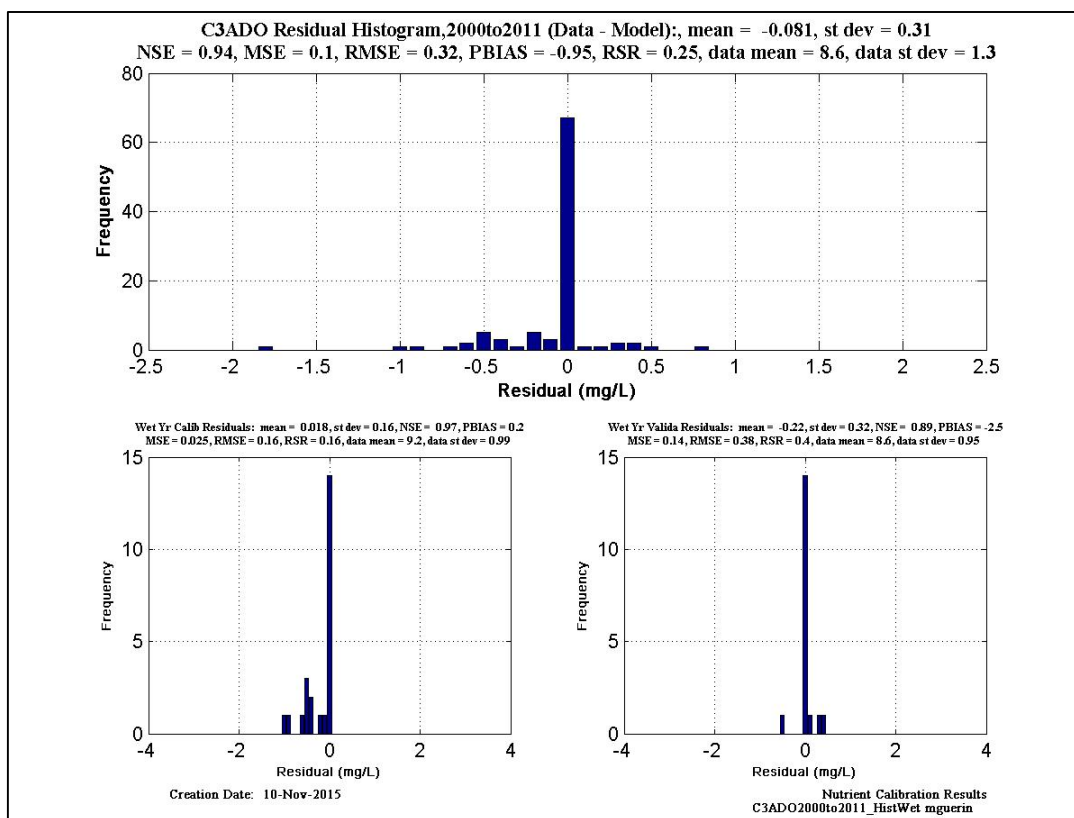 C3ADO Residual Histogram,2000to2011 (Data - Model):, mean = -0.081, st dev = 0.31
NSE = 0.94, MSE = 0.1, RMSE = 0.32, PBIAS = -0.95, RSR = 0.25, data mean = 8.6, data st dev = 1.3
80
60
40
20
0
Frequency
-2.5 -2 -1.5 -1 -0.5 0 0.5 1 1.5 2 2.5
Residual (mg/L)
Wet Yr Calib Residuals: mean = 0.018, st dev = 0.16, NSE = 0.97, PBIAS = 0.2
MSE = 0.025, RMSE = 0.16, RSR = 0.16, data mean = 9.2, data st dev = 0.99
15
10
5
0
Frequency
-4 -2 0 2 4
Residual (mg/L)
Wet Yr Valida Residuals: mean = -0.22, st dev = 0.32, NSE = 0.89, PBIAS = -2.5
MSE = 0.14, RMSE = 0.38, RSR = 0.4, data mean = 8.6, data st dev = 0.95
15
10
5
0
Frequency
-4 -2 0 2 4
Residual (mg/L)
Creation Date: 10-Nov-2015
Nutrient Calibration Results
C3ADO2000to2011_HistWet mguerin